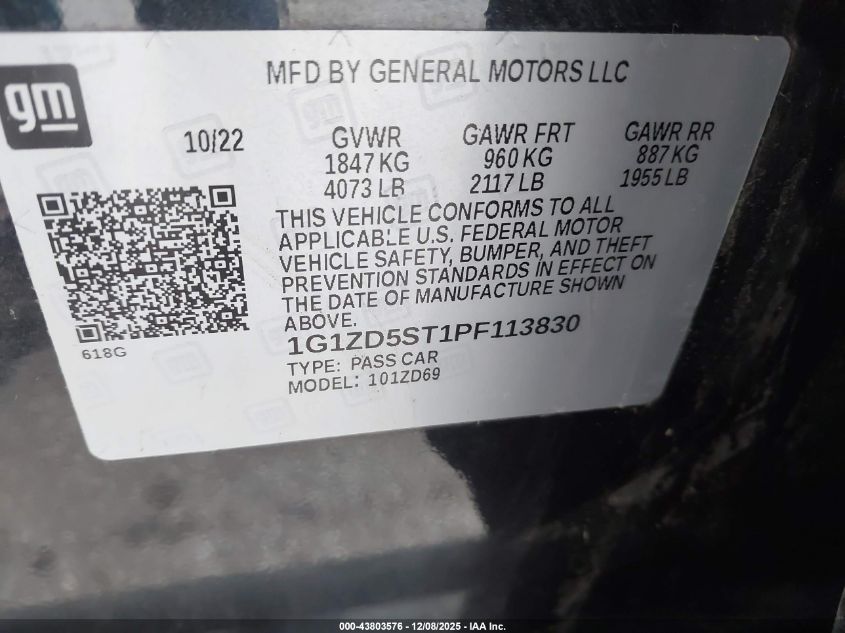 MFD BY GENERAL MOTORS LLC
gm
10/22
GVWR
1847 KG
4073 LB
GAWR FRT
960 KG
2117 LB
GAWR RR
887 KG
1955 LB
THIS VEHICLE CONFORMS TO ALL
APPLICABLE U.S. FEDERAL MOTOR
VEHICLE SAFETY, BUMPER, AND THEFT
PREVENTION STANDARDS IN EFFECT ON
THE DATE OF MANUFACTURE SHOWN
ABOVE.
618G
1G1ZD5ST1PF113830
TYPE: PASS CAR
MODEL: 101ZD69
000-43803576 - 12/08/2025 - IAA Inc.